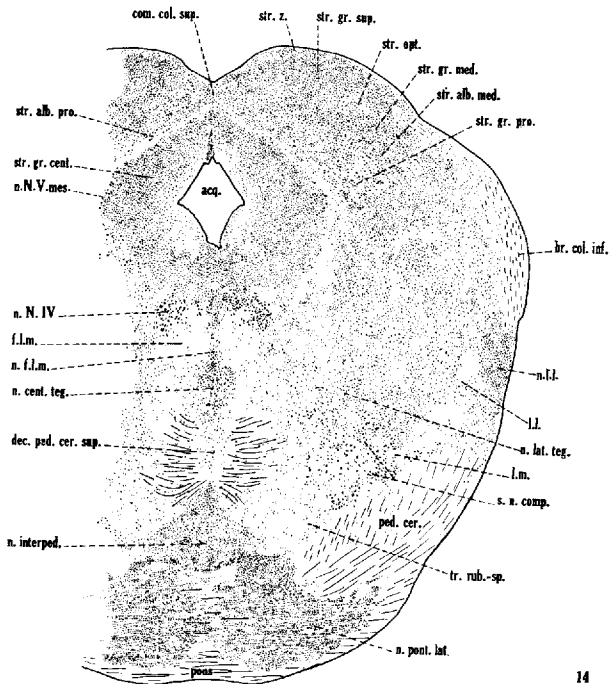 com. col. sup.
str. z.
str. gr. sup.
str. opt.
str. gr. med.
str. alb. med.
str. gr. pro.
str. alb. pro.
str. gr. cent.
n.N.V.mes.
acq.
br. col. inf.
n. N. IV
f.l.m.
n. f.l.m.
n. cent. teg.
n.l.l.
l.l.
n. lat. teg.
dec. ped. cer. sup.
l.m.
s. n. comp.
ped. cer.
n. interped.
tr. rub.-sp.
n. pont. lat.
pons
14